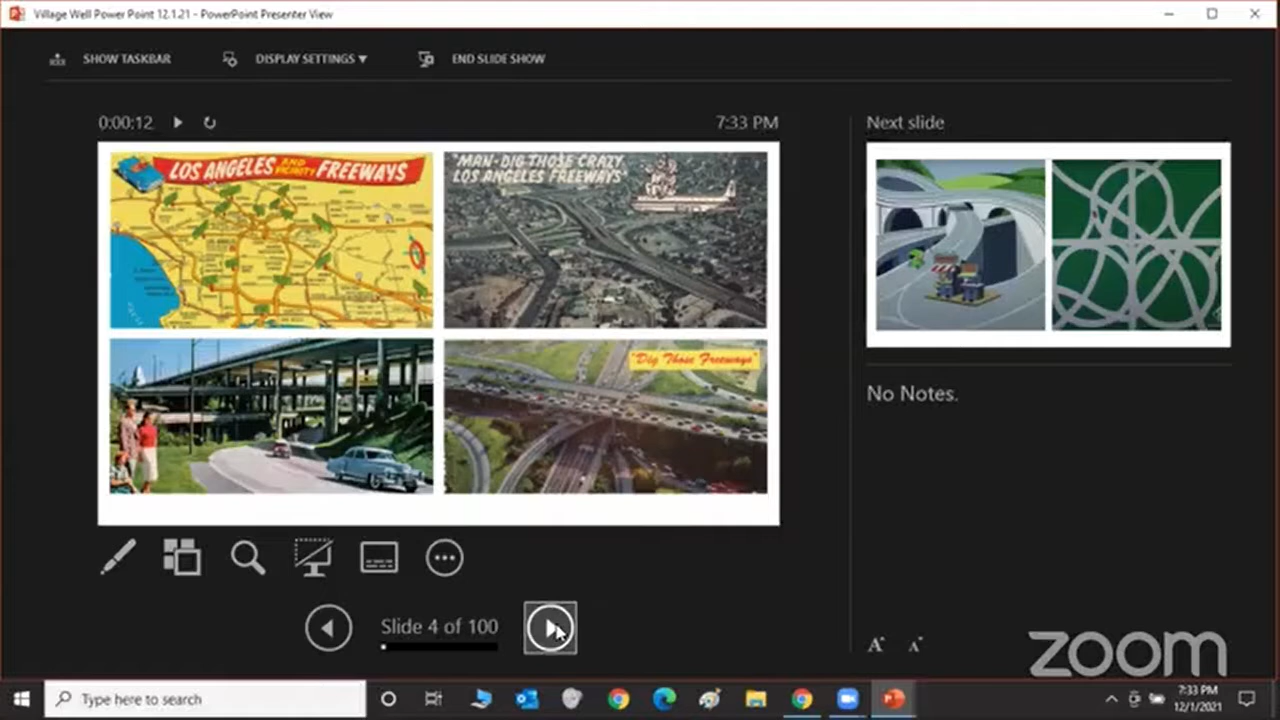 Village Well Power Point 12.1.21 - PowerPoint Presenter View
SHOW TASKBAR
DISPLAY SETTINGS ▼
END SLIDE SHOW
0:00:12
7:33 PM
Next slide
LOS ANGELES AND VICINITY FREEWAYS
"MAN-DIG THOSE CRAZY
LOS ANGELES FREEWAYS"
"Dig Those Freeways"
No Notes.
Slide 4 of 100
A A
zoom
Type here to search
7:33 PM
12/1/2021